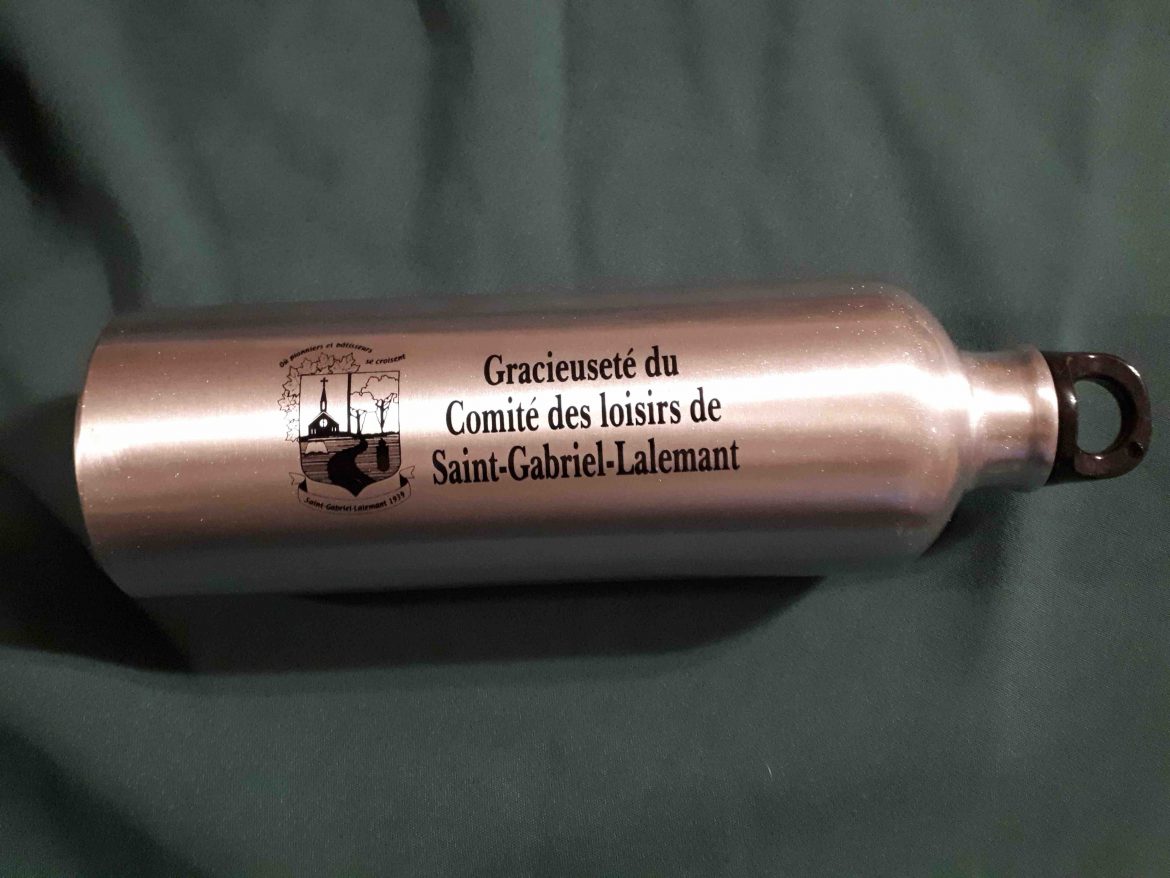 Où pionniers et bâtisseurs se croisent
Saint-Gabriel-Lalemant 1939
Gracieuseté du
Comité des loisirs de
Saint-Gabriel-Lalemant